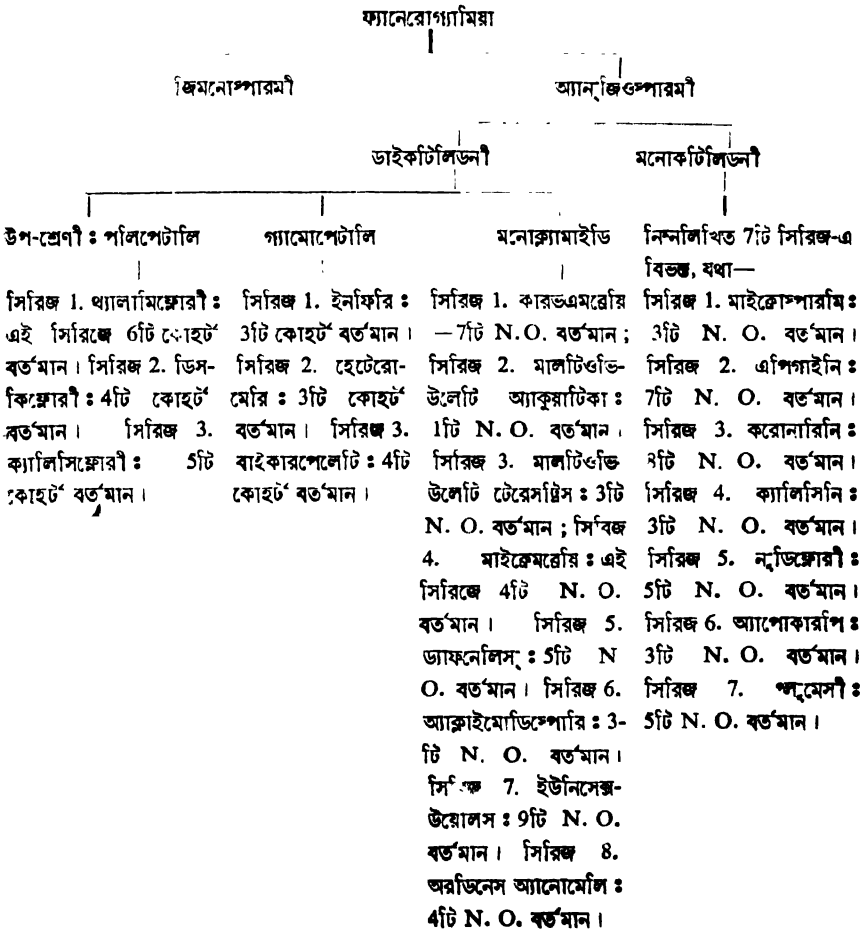 ফ্যানেরোগ্যামিয়া
জিমনোস্পারমী
অ্যান্জিওস্পারমী
ডাইকটিলিডনী
মনোকটিলিডনী
উপ-শ্রেণী : পলিপেটালি
সিরিজ 1. থ্যালামিফ্লোরী :
এই সিরিজে 6টি কোহর্ট
বর্তমান। সিরিজ 2. ডিস-
কিফ্লোরী : 4টি কোহর্ট
বর্তমান। সিরিজ 3.
ক্যালিসিফ্লোরী : 5টি
কোহর্ট বর্তমান।
গ্যামোপেটালি
সিরিজ 1. ইনফিরি :
3টি কোহর্ট বর্তমান।
সিরিজ 2. হেটেরো-
মেরি : 3টি কোহর্ট
বর্তমান। সিরিজ 3.
বাইকারপেলেটি : 4টি
কোহর্ট বর্তমান।
মনোক্ল্যামাইডি
সিরিজ 1. কারভএমব্রেয়ি
—7টি N.O. বর্তমান ;
সিরিজ 2. মালটিওভি-
উলেটি অ্যাকুয়াটিকা :
1টি N. O. বর্তমান।
সিরিজ 3. মালটিওভি
উলেটি টেরেসট্রিস : 3টি
N. O. বর্তমান ; সিরিজ
4. মাইক্রেমব্রেয়ি : এই
সিরিজে 4টি N. O.
বর্তমান। সিরিজ 5.
ড্যাফনেলিস্ : 5টি N
O. বর্তমান। সিরিজ 6.
অ্যাক্লাইমোডিস্পোরি : 3-
টি N. O. বর্তমান।
7. ইউনিসেক্স-
উয়োলস : 9টি N. O.
বর্তমান। সিরিজ 8.
অরডিনেস অ্যানোমেলি :
4টি N. O. বর্তমান।
নিম্নলিখিত 7টি সিরিজ-এ
বিভক্ত, যথা—
সিরিজ 1. মাইক্রোস্পারমি :
3টি N. O. বর্তমান।
সিরিজ 2. এপিগাইনি :
7টি N. O. বর্তমান।
সিরিজ 3. করোনারিনি :
8টি N. O. বর্তমান।
সিরিজ 4. ক্যালিসিনি :
3টি N. O. বর্তমান।
সিরিজ 5. নুডিফ্লোরী :
5টি N. O. বর্তমান।
সিরিজ 6. অ্যাপোকারপি :
3টি N. O. বর্তমান।
সিরিজ 7. প্লুমেসী :
5টি N. O. বর্তমান।